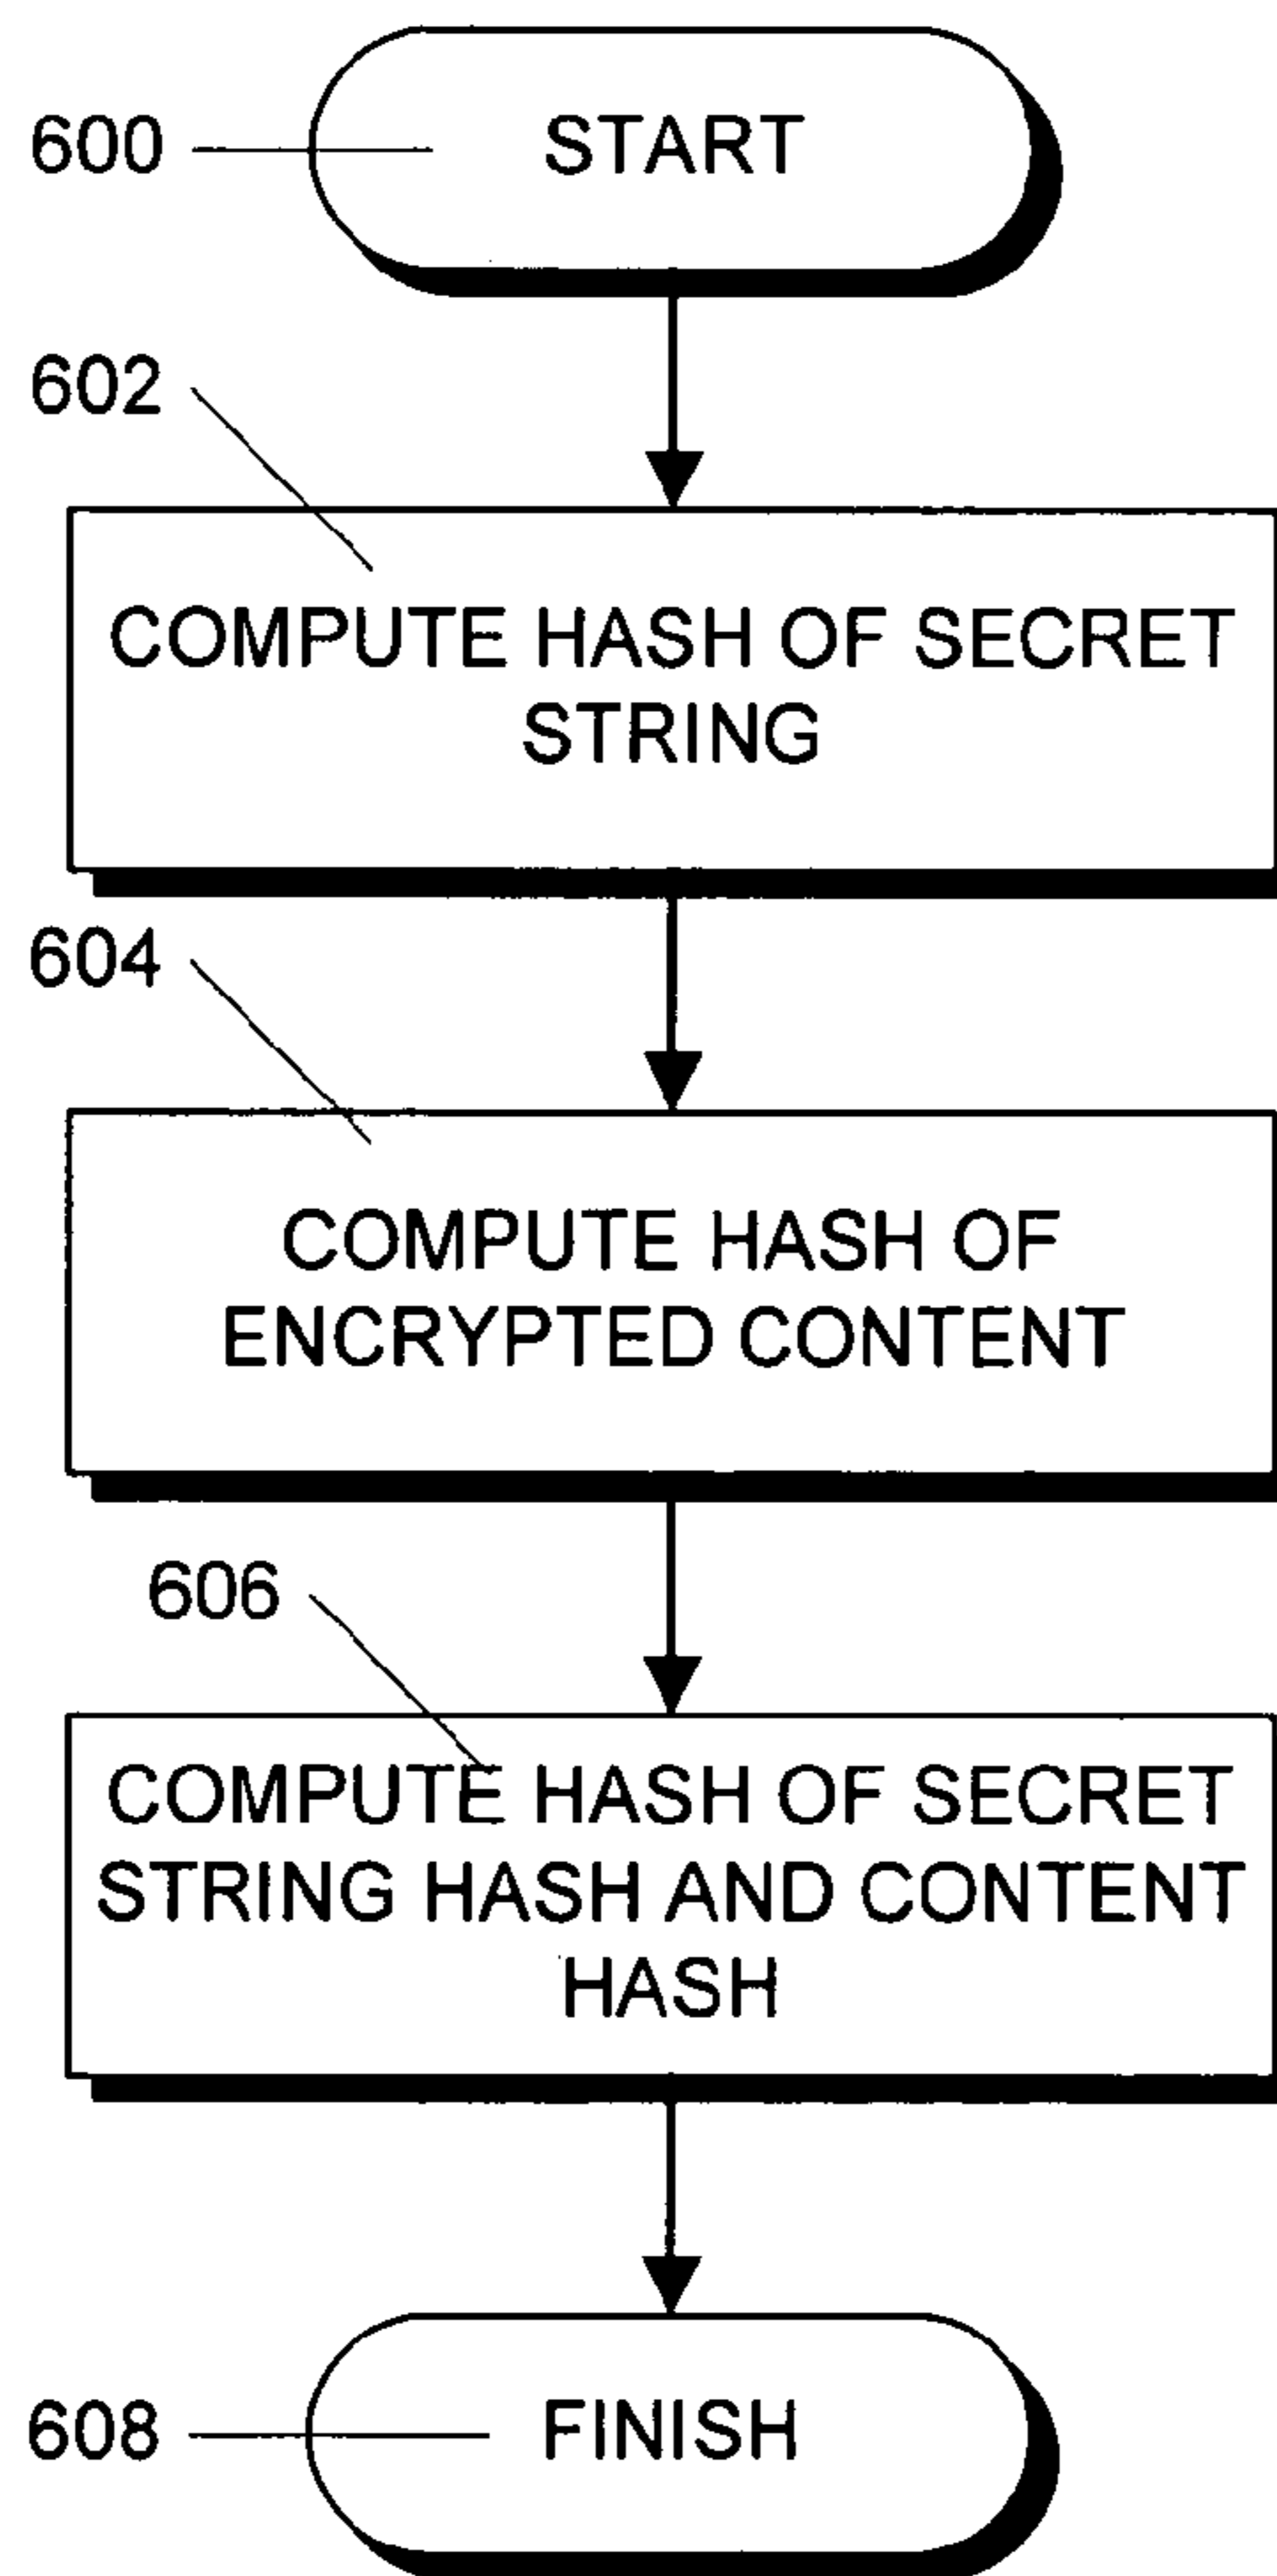 600
START
602
COMPUTE HASH OF SECRET
STRING
604
COMPUTE HASH OF
ENCRYPTED CONTENT
606
COMPUTE HASH OF SECRET
STRING HASH AND CONTENT
HASH
608
FINISH